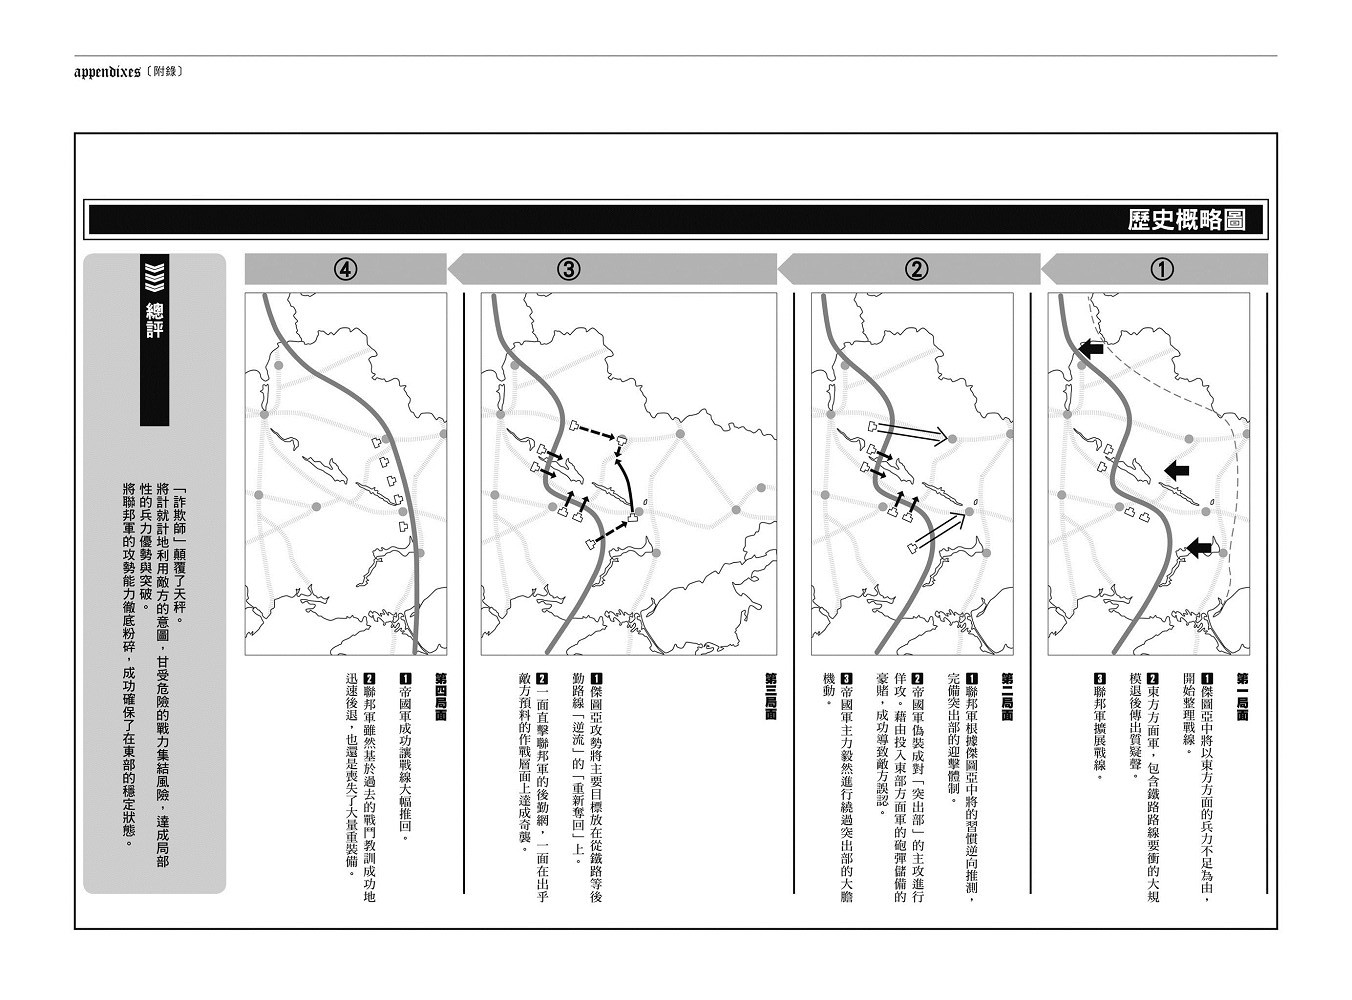 appendixes〔附錄〕
歷史概略圖
①
②
③
④
第一局面
1 傑圖亞中將以東方方面的兵力不足為由，
開始整理戰線。
2 東方方面軍，包含鐵路路線要衝的大規
模退後傳出質疑聲。
3 聯邦軍擴展戰線。
第二局面
1 聯邦軍根據傑圖亞中將的習慣逆向推測，
完備突出部的迎擊體制。
2 帝國軍偽裝成對「突出部」的主攻進行
佯攻。藉由投入東部方面軍的砲彈儲備的
豪賭，成功導致敵方誤認。
3 帝國軍主力毅然進行繞過突出部的大膽
機動。
第三局面
1 傑圖亞攻勢將主要目標放在從鐵路等後
勤路線「逆流」的「重新奪回」上。
2 一面直擊聯邦軍的後勤網，一面在出乎
敵方預料的作戰層面上達成奇襲。
第四局面
1 帝國軍成功讓戰線大幅推回。
2 聯邦軍雖然基於過去的戰鬥教訓成功地
迅速後退，也還是喪失了大量重裝備。
總評
「詐欺師」顛覆了天秤。
將計就計地利用敵方的意圖，甘受危險的戰力集結風險，達成局部
性的兵力優勢與突破。
將聯邦軍的攻勢能力徹底粉碎，成功確保了在東部的穩定狀態。